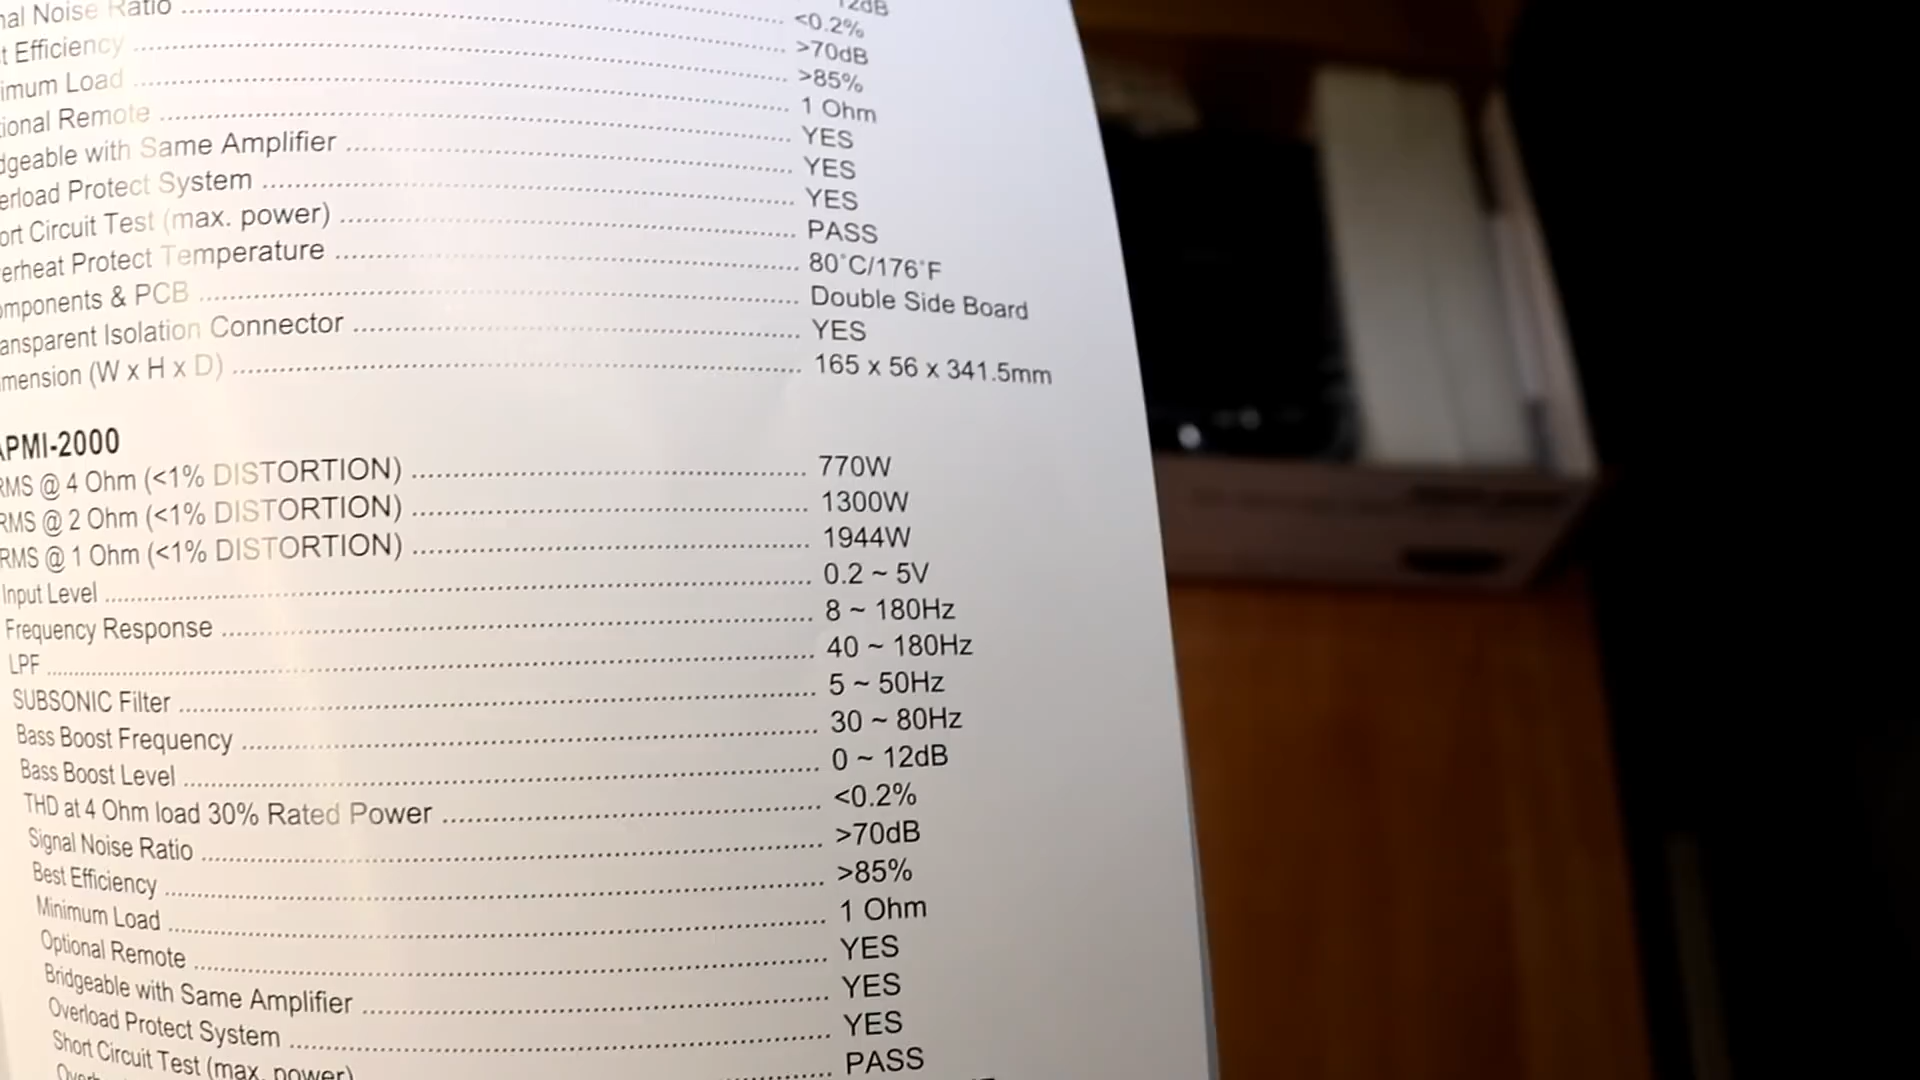 nal Noise Ratio 12dB
t Efficiency <0.2%
imum Load >70dB
ional Remote >85%
dgeable with Same Amplifier 1 Ohm
erload Protect System YES
ort Circuit Test (max. power) YES
erheat Protect Temperature YES
omponents & PCB PASS
ansparent Isolation Connector 80°C/176°F
mension (W x H x D) Double Side Board
YES
165 x 56 x 341.5mm
APMI-2000
RMS @ 4 Ohm (<1% DISTORTION) 770W
RMS @ 2 Ohm (<1% DISTORTION) 1300W
RMS @ 1 Ohm (<1% DISTORTION) 1944W
Input Level 0.2 ~ 5V
Frequency Response 8 ~ 180Hz
LPF 40 ~ 180Hz
SUBSONIC Filter 5 ~ 50Hz
Bass Boost Frequency 30 ~ 80Hz
Bass Boost Level 0 ~ 12dB
THD at 4 Ohm load 30% Rated Power <0.2%
Signal Noise Ratio >70dB
Best Efficiency >85%
Minimum Load 1 Ohm
Optional Remote YES
Bridgeable with Same Amplifier YES
Overload Protect System YES
Short Circuit Test (max. power) PASS